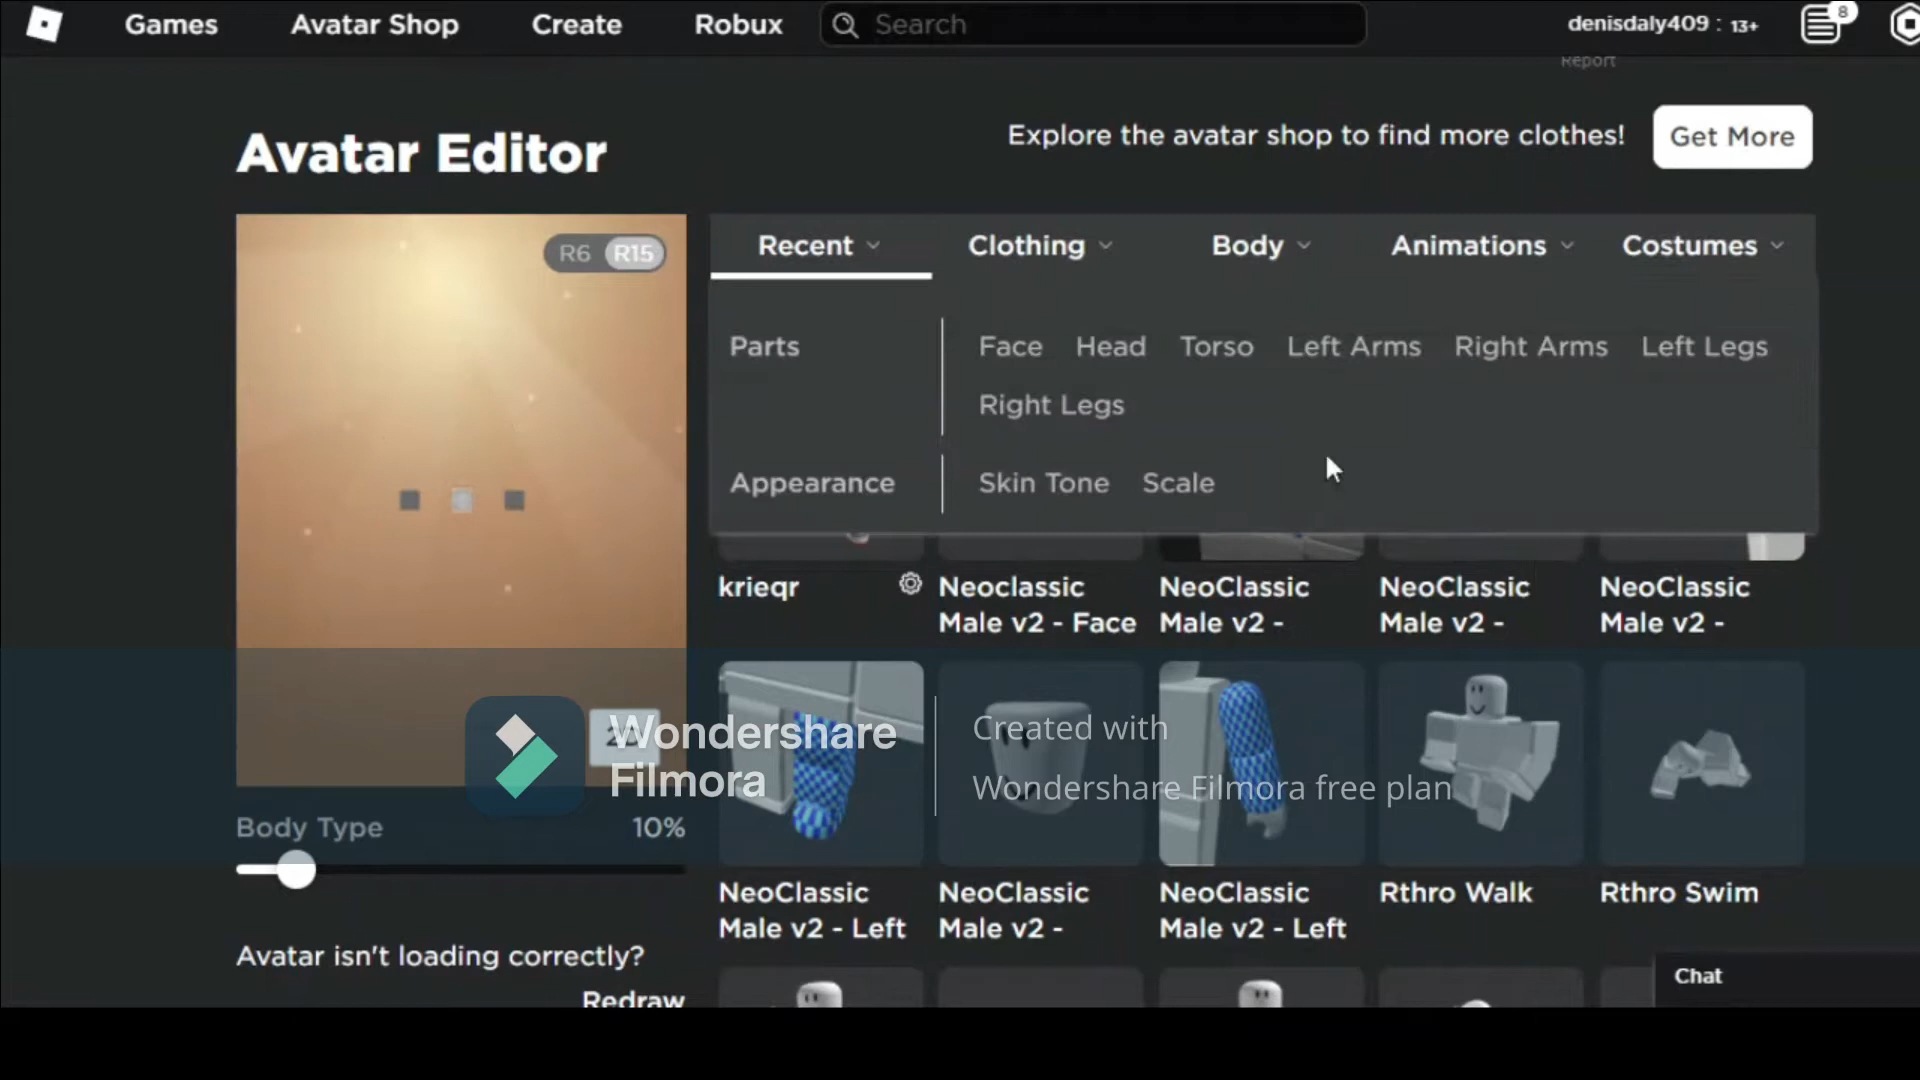 Games Avatar Shop Create Robux Search denisdaly409 : 13+ 8
Report
Avatar Editor
Explore the avatar shop to find more clothes! Get More
R6 R15
Recent Clothing Body Animations Costumes
Parts
Face Head Torso Left Arms Right Arms Left Legs
Right Legs
Appearance
Skin Tone Scale
krieqr
Neoclassic
Male v2 - Face
NeoClassic
Male v2 -
NeoClassic
Male v2 -
NeoClassic
Male v2 -
2D
Wondershare
Filmora
Created with
Wondershare Filmora free plan
Body Type 10%
NeoClassic
Male v2 - Left
NeoClassic
Male v2 -
NeoClassic
Male v2 - Left
Rthro Walk
Rthro Swim
Avatar isn't loading correctly?
Redraw
Chat